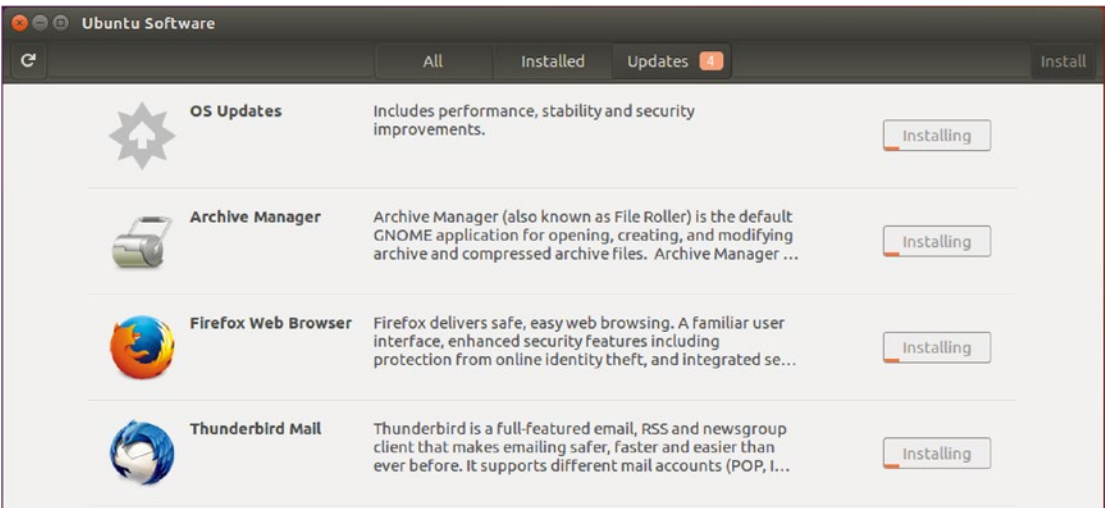 Ubuntu Software
All Installed Updates 4 Install
OS Updates
Includes performance, stability and security
improvements.
Installing
Archive Manager
Archive Manager (also known as File Roller) is the default
GNOME application for opening, creating, and modifying
archive and compressed archive files. Archive Manager ...
Installing
Firefox Web Browser
Firefox delivers safe, easy web browsing. A familiar user
interface, enhanced security features including
protection from online identity theft, and integrated se...
Installing
Thunderbird Mail
Thunderbird is a full-featured email, RSS and newsgroup
client that makes emailing safer, faster and easier than
ever before. It supports different mail accounts (POP, I...
Installing